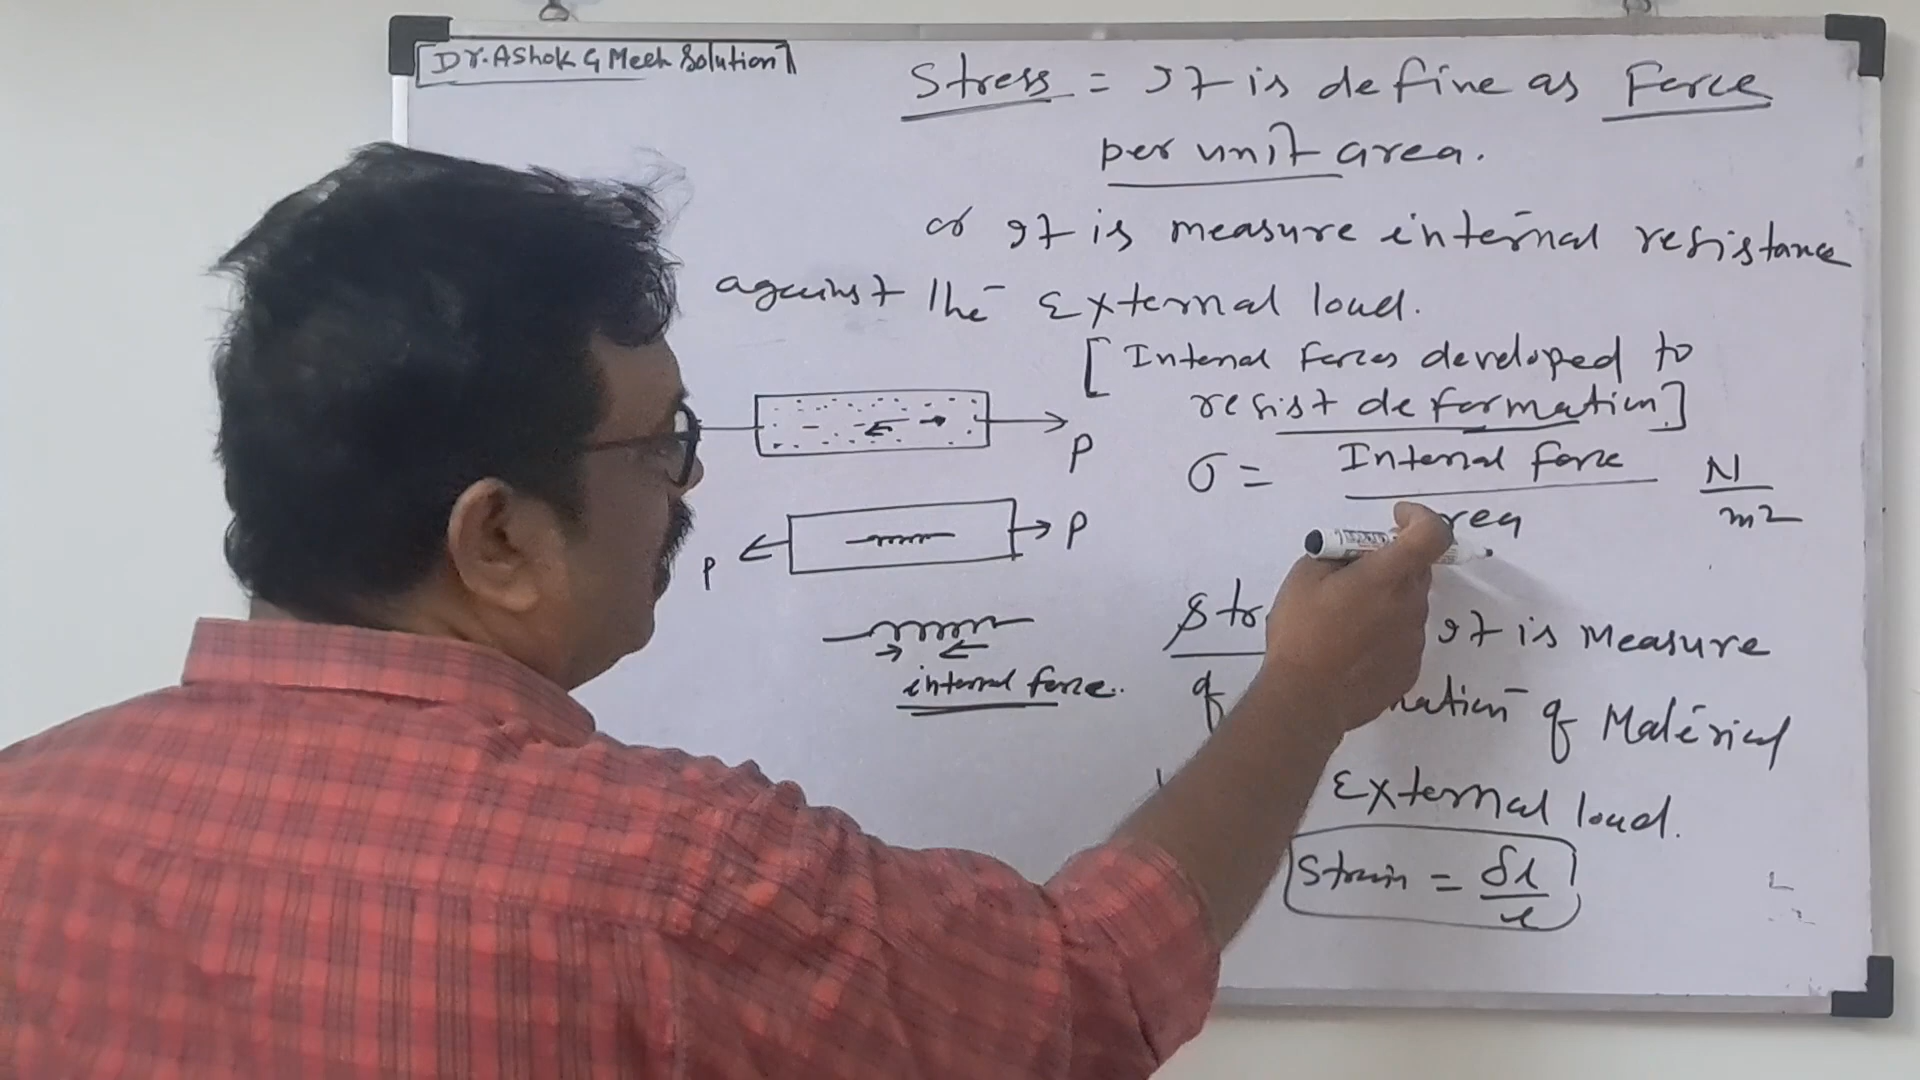 Dr. Ashok G Mech Solution
Stress = It is define as Force
per unit area.
or It is measure internal resistance
against the External load.
[Internal forces developed to
resist deformation]
P
σ = Internal force / Area N/m2
P
P
internal force..
It is Measure
of Material
External load.
Strain = δl/l